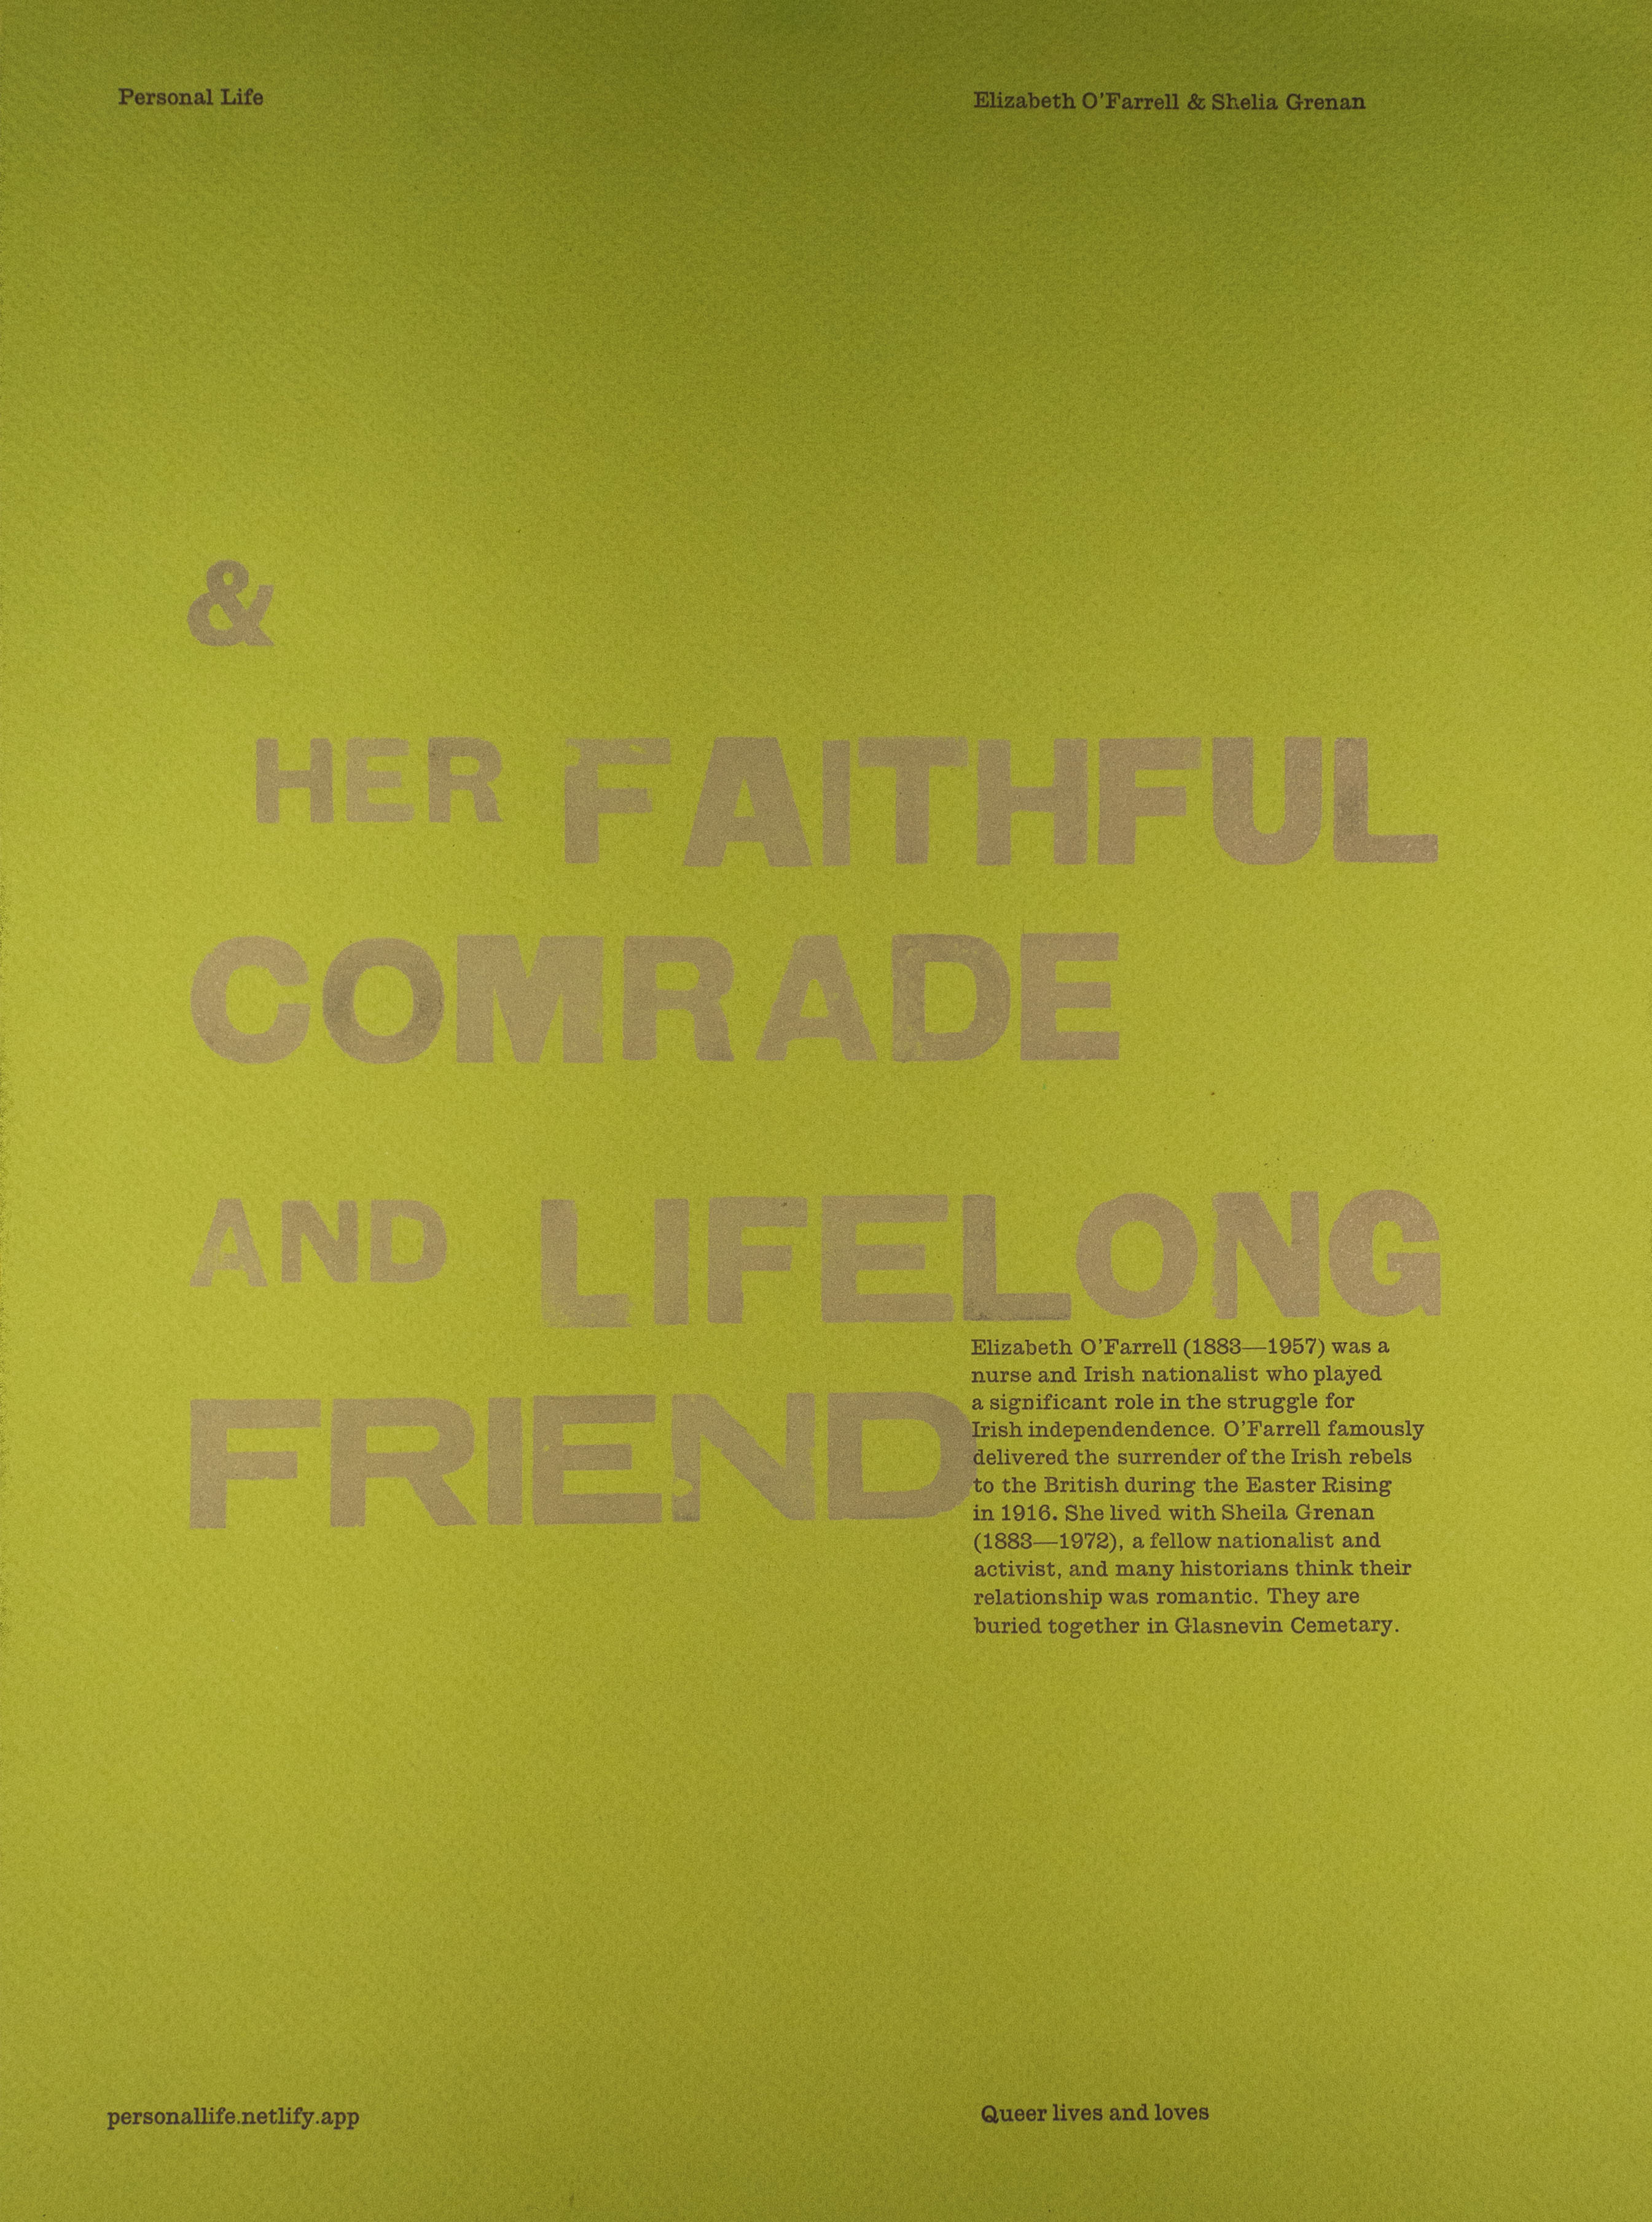 Personal Life
Elizabeth O'Farrell & Shelia Grenan
&
HER FAITHFUL
COMRADE
AND LIFELONG
FRIEND
Elizabeth O'Farrell (1883—1957) was a
nurse and Irish nationalist who played
a significant role in the struggle for
Irish independendence. O'Farrell famously
delivered the surrender of the Irish rebels
to the British during the Easter Rising
in 1916. She lived with Sheila Grenan
(1883—1972), a fellow nationalist and
activist, and many historians think their
relationship was romantic. They are
buried together in Glasnevin Cemetary.
personallife.netlify.app
Queer lives and loves